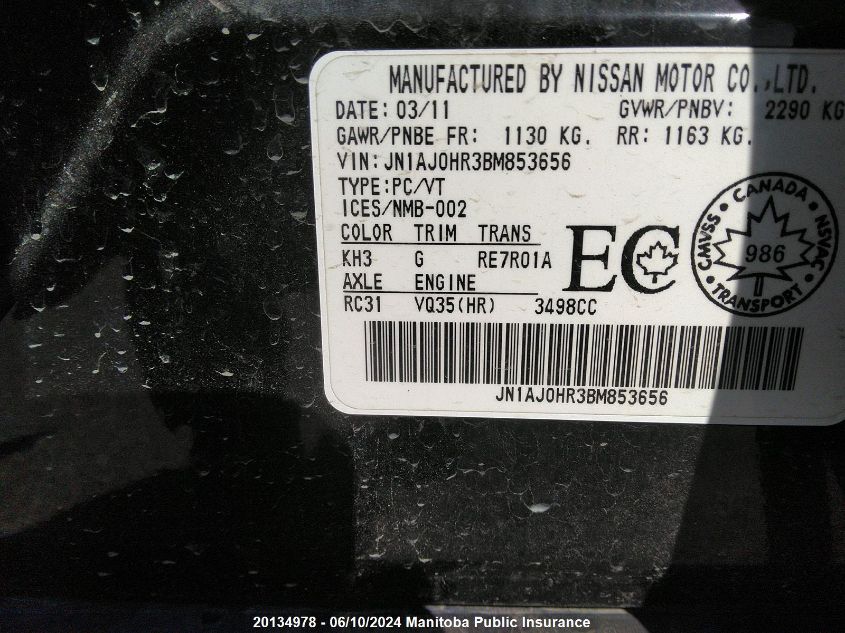 MANUFACTURED BY NISSAN MOTOR CO.,LTD.
DATE: 03/11 GVWR/PNBV: 2290 KG
GAWR/PNBE FR: 1130 KG. RR: 1163 KG.
VIN:JN1AJ0HR3BM853656
TYPE:PC/VT
ICES/NMB-002
COLOR TRIM TRANS
KH3 G RE7R01A
AXLE ENGINE
RC31 VQ35(HR) 3498CC
EC
CANADA
CMVSS NSVAC
986
TRANSPORT
JN1AJ0HR3BM853656
20134978 - 06/10/2024 Manitoba Public Insurance